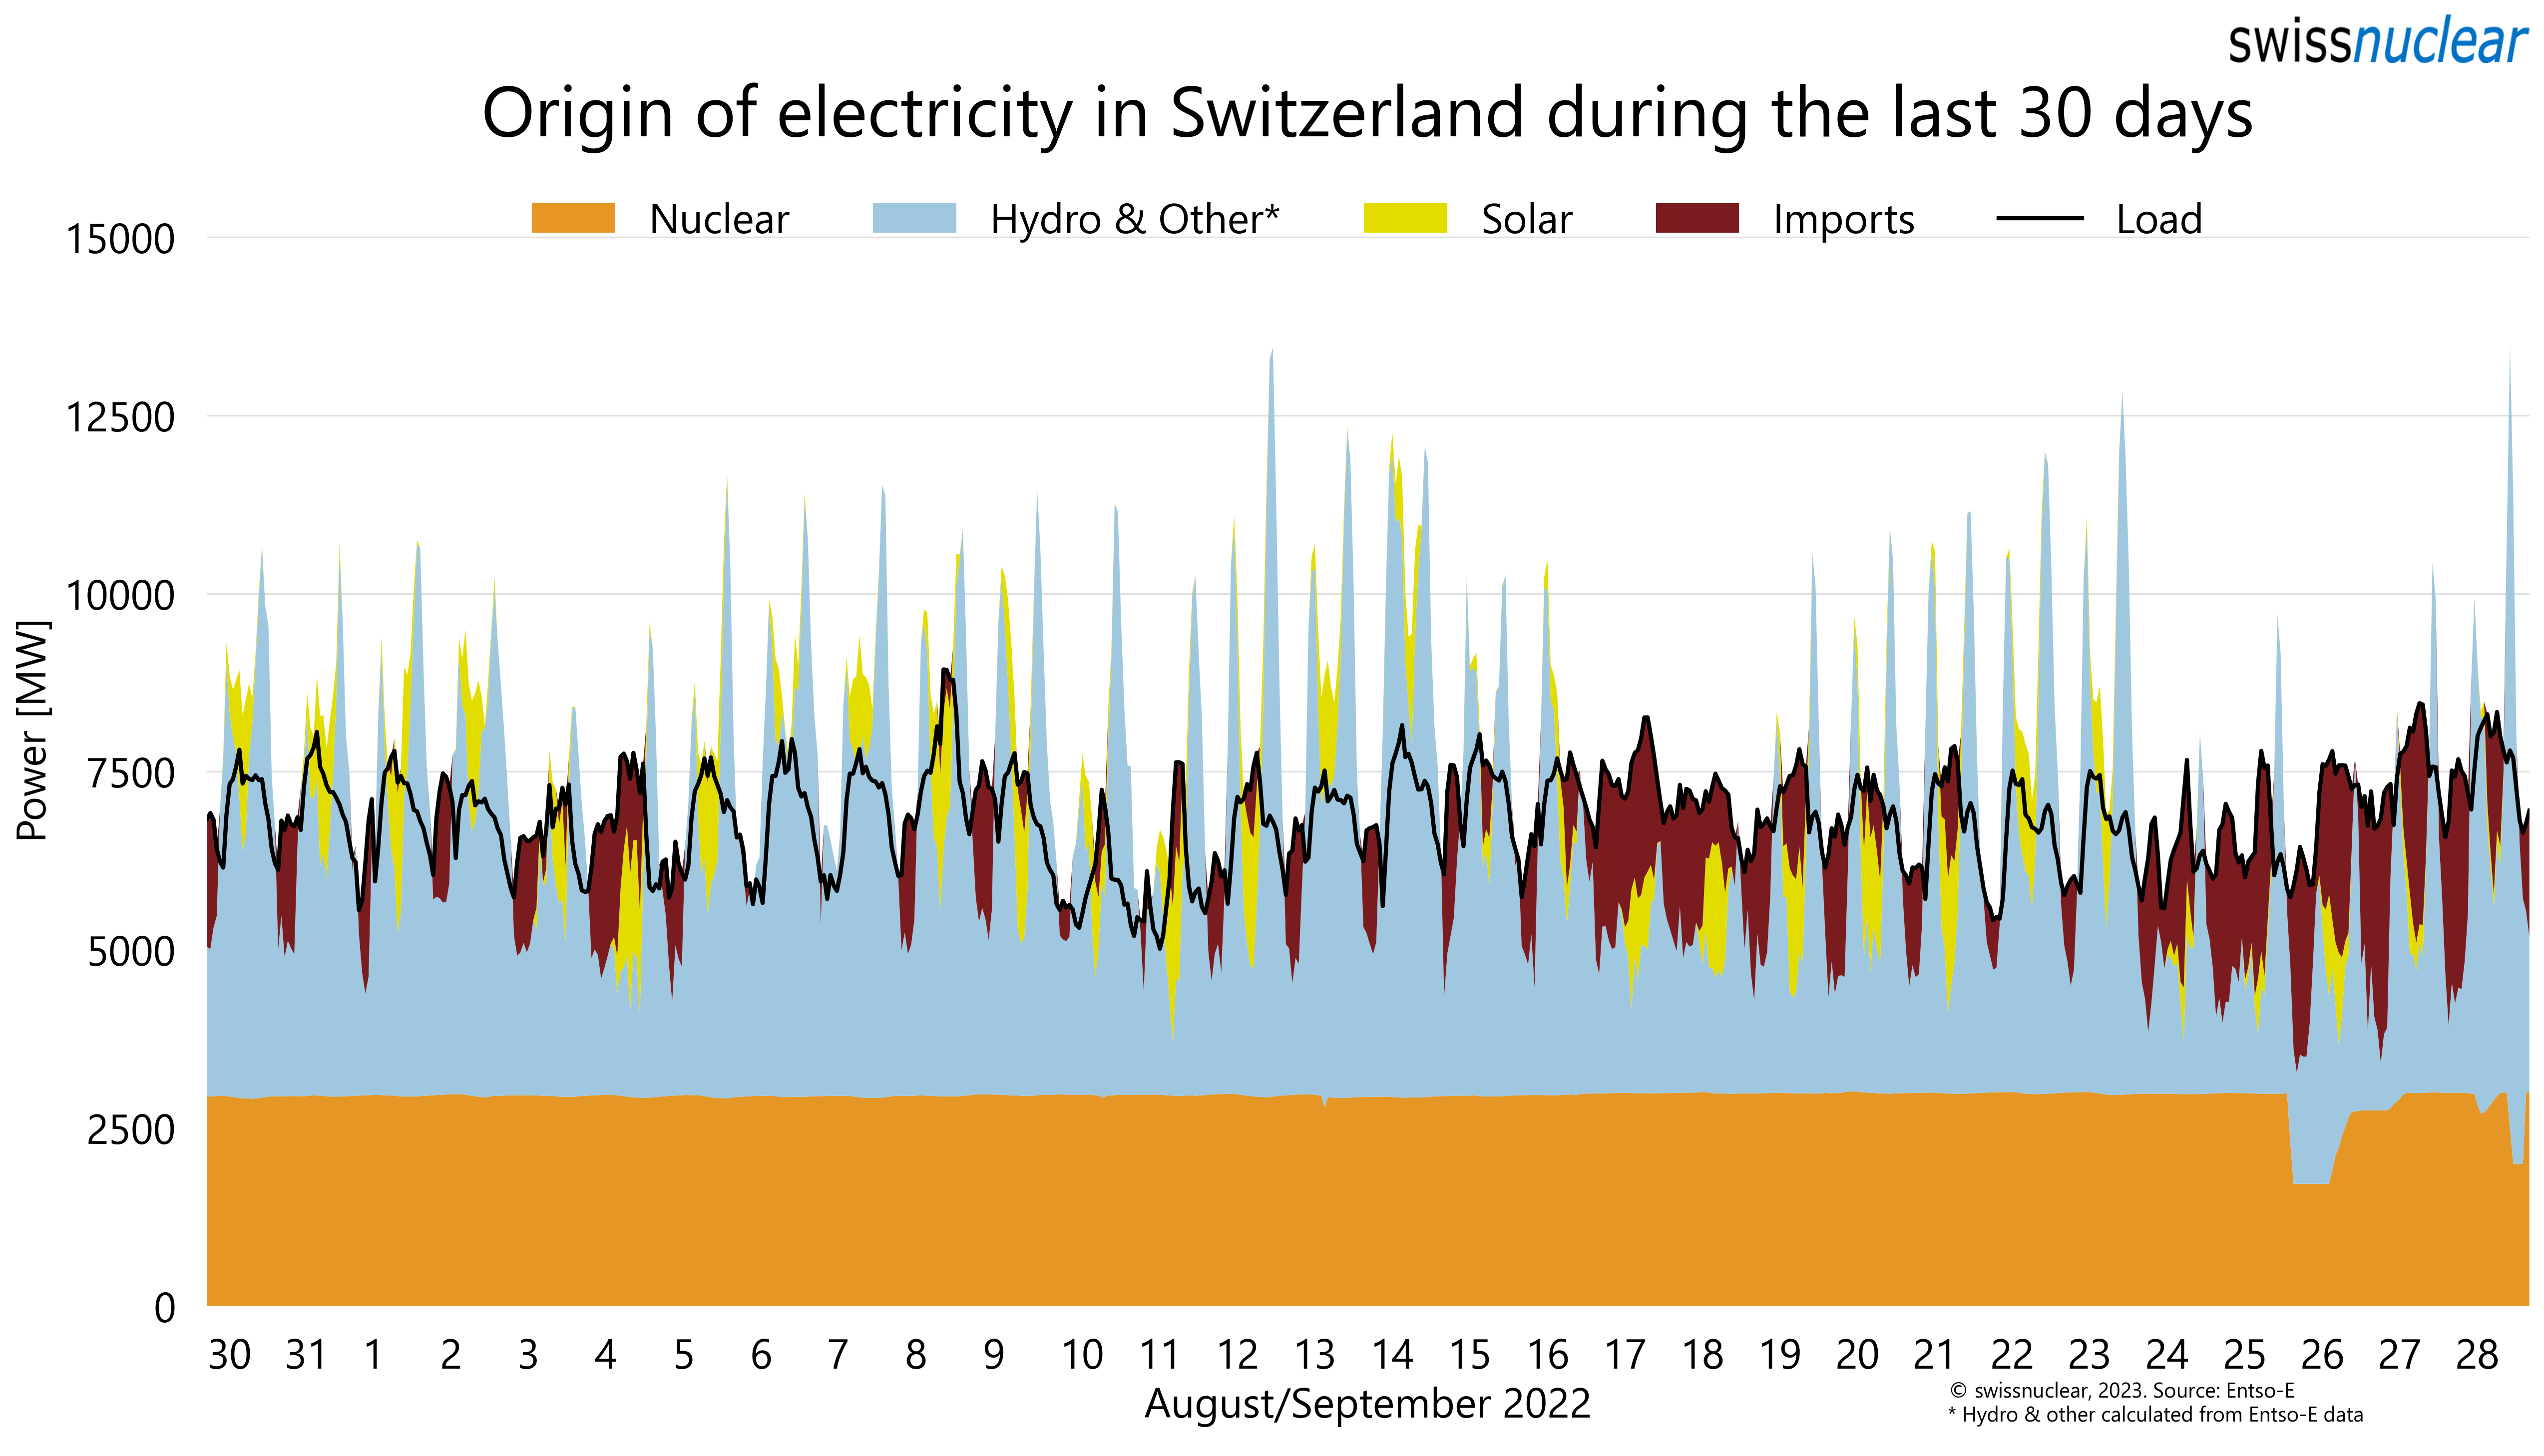 swissnuclear
Origin of electricity in Switzerland during the last 30 days
Nuclear Hydro & Other* Solar Imports Load
15000
12500
10000
7500
5000
2500
0
Power [MW]
30 31 1 2 3 4 5 6 7 8 9 10 11 12 13 14 15 16 17 18 19 20 21 22 23 24 25 26 27 28
August/September 2022
© swissnuclear, 2023. Source: Entso-E
* Hydro & other calculated from Entso-E data